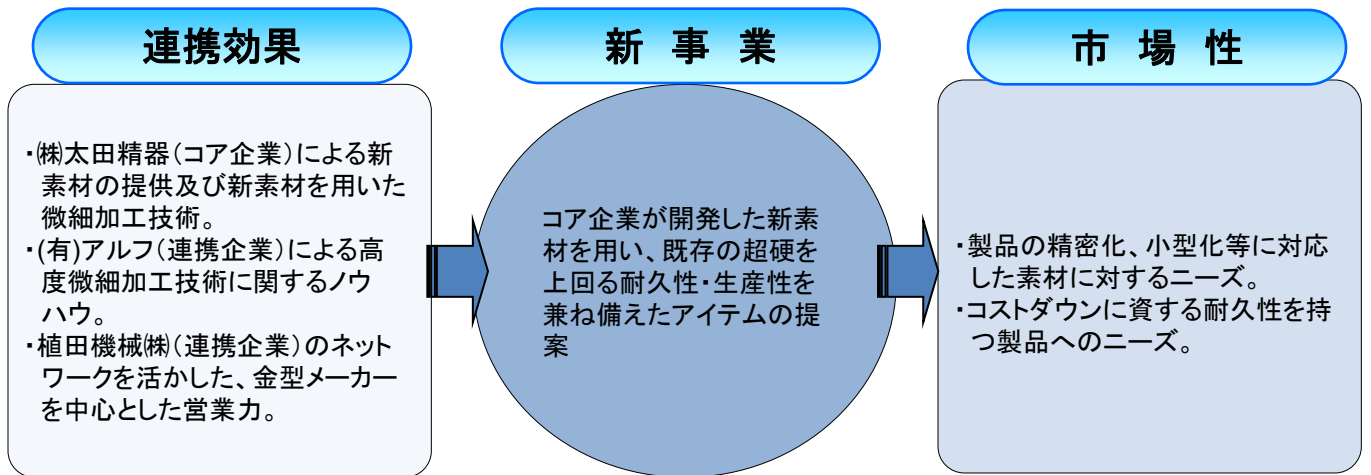 連携効果
・㈱太田精器(コア企業)による新
素材の提供及び新素材を用いた
微細加工技術。
・(有)アルフ(連携企業)による高
度微細加工技術に関するノウ
ハウ。
・植田機械㈱(連携企業)のネット
ワークを活かした、金型メーカー
を中心とした営業力。
新 事 業
コア企業が開発した新素
材を用い、既存の超硬を
上回る耐久性・生産性を
兼ね備えたアイテムの提
案
市 場 性
・製品の精密化、小型化等に対応
した素材に対するニーズ。
・コストダウンに資する耐久性を持
つ製品へのニーズ。